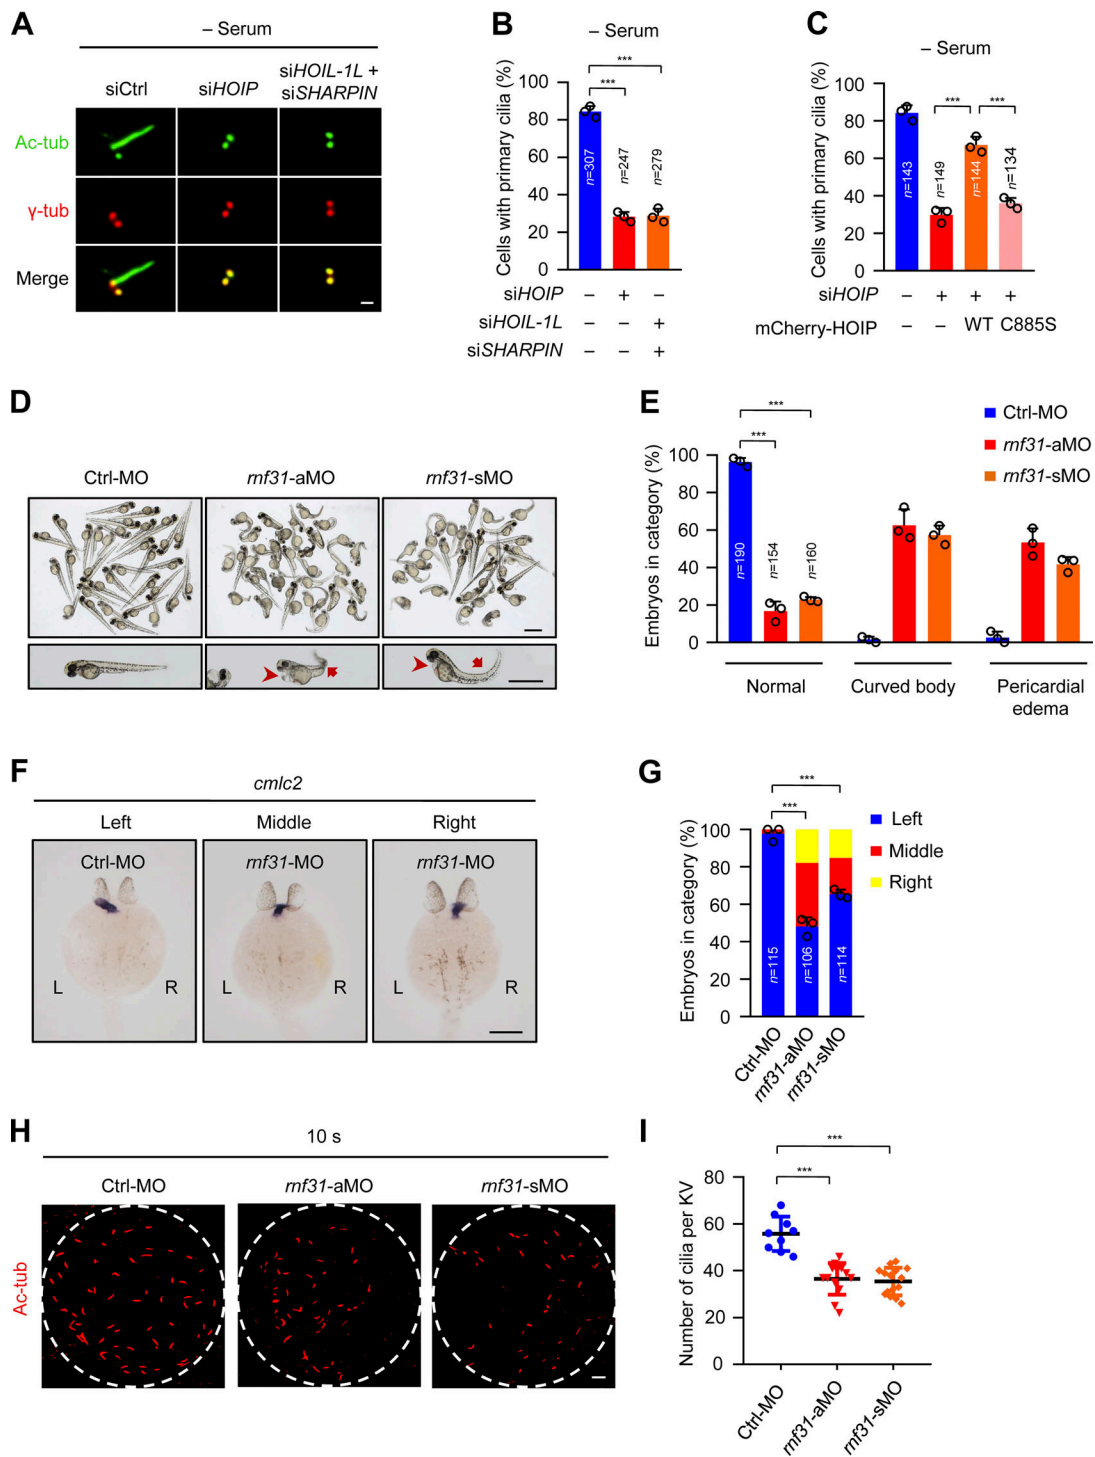 A
– Serum
siCtrl
siHOIP
siHOIL-1L +
siSHARPIN
Ac-tub
γ-tub
Merge
B
– Serum
Cells with primary cilia (%)
100
80
60
40
20
0
***
***
n=307
n=247
n=279
siHOIP – + –
siHOIL-1L – – +
siSHARPIN – – +
C
– Serum
Cells with primary cilia (%)
100
80
60
40
20
0
***
***
n=143
n=149
n=144
n=134
siHOIP – + + +
mCherry-HOIP – – WT C885S
D
Ctrl-MO
rnf31-aMO
rnf31-sMO
E
Ctrl-MO
rnf31-aMO
rnf31-sMO
Embryos in category (%)
100
80
60
40
20
0
***
***
n=190
n=154
n=160
Normal
Curved body
Pericardial
edema
F
cmlc2
Left
Middle
Right
Ctrl-MO
rnf31-MO
rnf31-MO
L R
L R
L R
G
Left
Middle
Right
Embryos in category (%)
100
80
60
40
20
0
***
***
n=115
n=106
n=114
Ctrl-MO
rnf31-aMO
rnf31-sMO
H
10 s
Ctrl-MO
rnf31-aMO
rnf31-sMO
Ac-tub
I
Number of cilia per KV
80
60
40
20
0
***
***
Ctrl-MO
rnf31-aMO
rnf31-sMO